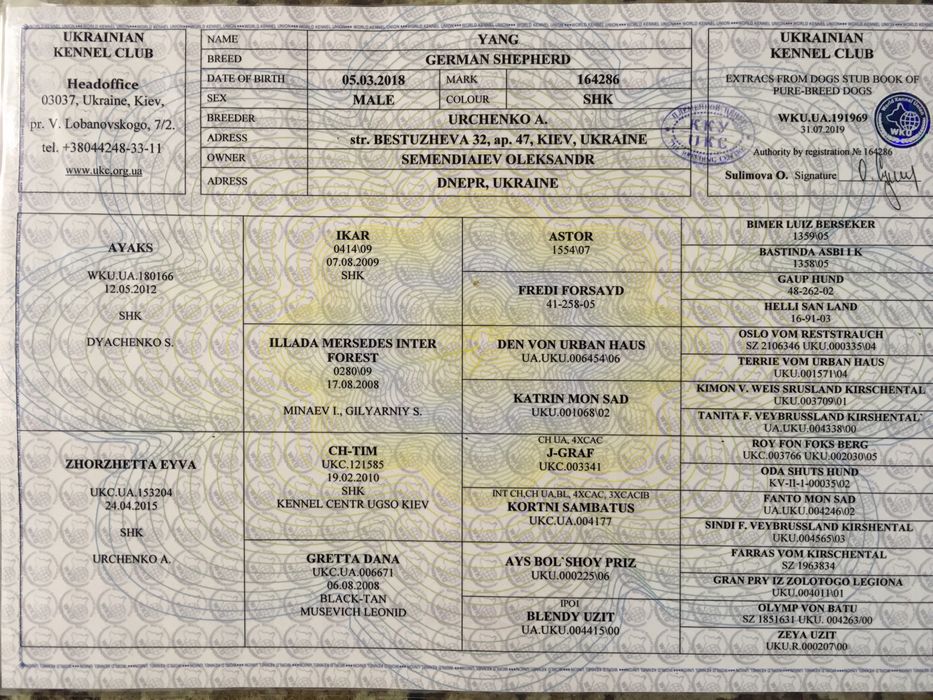 UKRAINIAN
KENNEL CLUB
Headoffice
03037, Ukraine, Kiev,
pr. V. Lobanovskogo, 7/2.
tel. +38044248-33-11
www.ukc.org.ua
NAME YANG
BREED GERMAN SHEPHERD
DATE OF BIRTH 05.03.2018 MARK 164286
SEX MALE COLOUR SHK
BREEDER URCHENKO A.
ADRESS str. BESTUZHEVA 32, ap. 47, KIEV, UKRAINE
OWNER SEMENDIAIEV OLEKSANDR
ADRESS DNEPR, UKRAINE
ККУ
UKC
UKRAINIAN
KENNEL CLUB
EXTRACS FROM DOGS STUB BOOK OF
PURE-BREED DOGS
WKU.UA.191969
31.07.2019
Authority by registration № 164286
Sulimova O. Signature
World Kennel Union
WKU
AYAKS
WKU.UA.180166
12.05.2012
SHK
DYACHENKO S.
ZHORZHETTA EYVA
UKC.UA.153204
24.04.2015
SHK
URCHENKO A.
IKAR
0414\09
07.08.2009
SHK
ILLADA MERSEDES INTER
FOREST
0280\09
17.08.2008
MINAEV I., GILYARNIY S.
CH-TIM
UKC.121585
19.02.2010
SHK
KENNEL CENTR UGSO KIEV
GRETTA DANA
UKC.UA.006671
06.08.2008
BLACK-TAN
MUSEVICH LEONID
ASTOR
1554\07
FREDI FORSAYD
41-258-05
DEN VON URBAN HAUS
UA.UKU.006454\06
KATRIN MON SAD
UKU.001068\02
CH UA, 4XCAC
J-GRAF
UKC.003341
INT CH,CH UA,BL, 4XCAC, 3XCACIB
KORTNI SAMBATUS
UKC.UA.004177
AYS BOL`SHOY PRIZ
UKU.000225\06
IPO1
BLENDY UZIT
UA.UKU.004415\00
BIMER LUIZ BERSEKER
1359\05
BASTINDA ASBI I K
1358\05
GAUP HUND
48-262-02
HELLI SAN LAND
16-91-03
OSLO VOM RESTSTRAUCH
SZ 2106346 UKU.000335\04
TERRIE VOM URBAN HAUS
UKU.001571\04
KIMON V. WEIS SRUSLAND KIRSCHENTAL
UKU.003709\01
TANITA F. VEYBRUSSLAND KIRSHENTAL`
UA.UKU.004338\00
ROY FON FOKS BERG
UKC.003766 UKU.002030\05
ODA SHUTS HUND
KV-II-1-00035\02
FANTO MON SAD
UA.UKU.004246\02
SINDI F. VEYBRUSSLAND KIRSHENTAL
UKU.004565\03
FARRAS VOM KIRSCHENTAL
SZ 1963834
GRAN PRY IZ ZOLOTOGO LEGIONA
UKU.004011\01
OLYMP VON BATU
SZ 1851631 UKU. 004263/00
ZEYA UZIT
UKU.R.000207\00